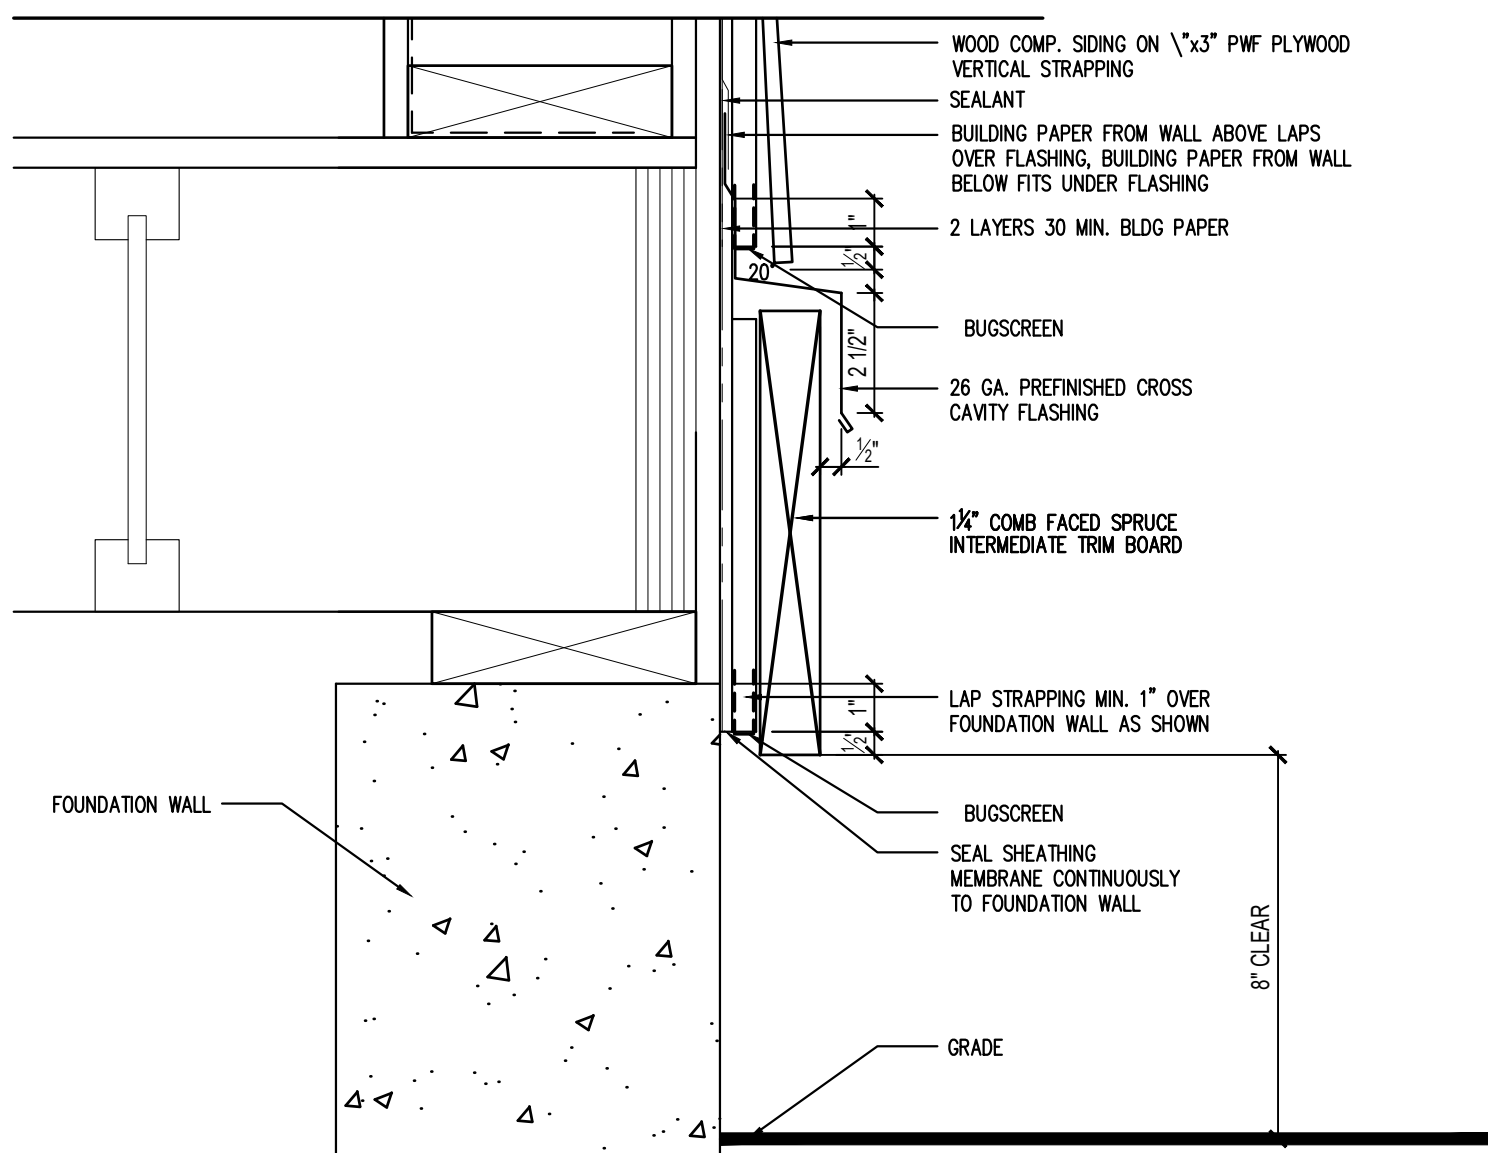 WOOD COMP. SIDING ON \"x3" PWF PLYWOOD
VERTICAL STRAPPING
SEALANT
BUILDING PAPER FROM WALL ABOVE LAPS
OVER FLASHING, BUILDING PAPER FROM WALL
BELOW FITS UNDER FLASHING
1"
2 LAYERS 30 MIN. BLDG PAPER
½"
20°
BUGSCREEN
2 1/2"
26 GA. PREFINISHED CROSS
CAVITY FLASHING
½"
1¼" COMB FACED SPRUCE
INTERMEDIATE TRIM BOARD
LAP STRAPPING MIN. 1" OVER
FOUNDATION WALL AS SHOWN
1"
½"
FOUNDATION WALL
BUGSCREEN
SEAL SHEATHING
MEMBRANE CONTINUOUSLY
TO FOUNDATION WALL
8" CLEAR
GRADE